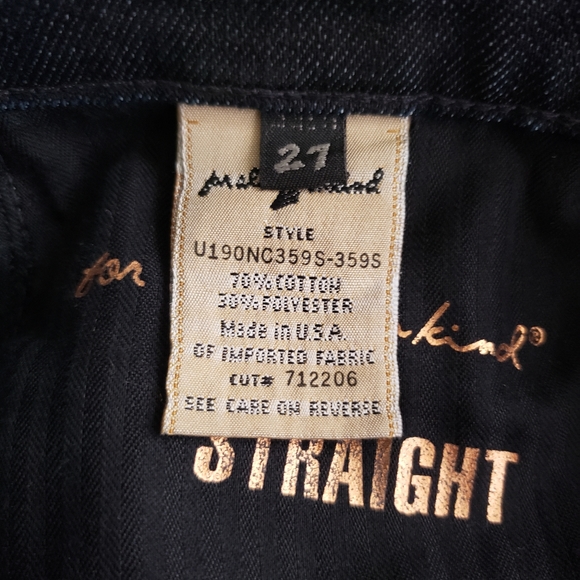 27
STYLE
U190NC359S-359S
70% COTTON
30% POLYESTER
Made in U.S.A.
OF IMPORTED FABRIC
CUT# 712206
SEE CARE ON REVERSE
for
kind®
STRAIGHT